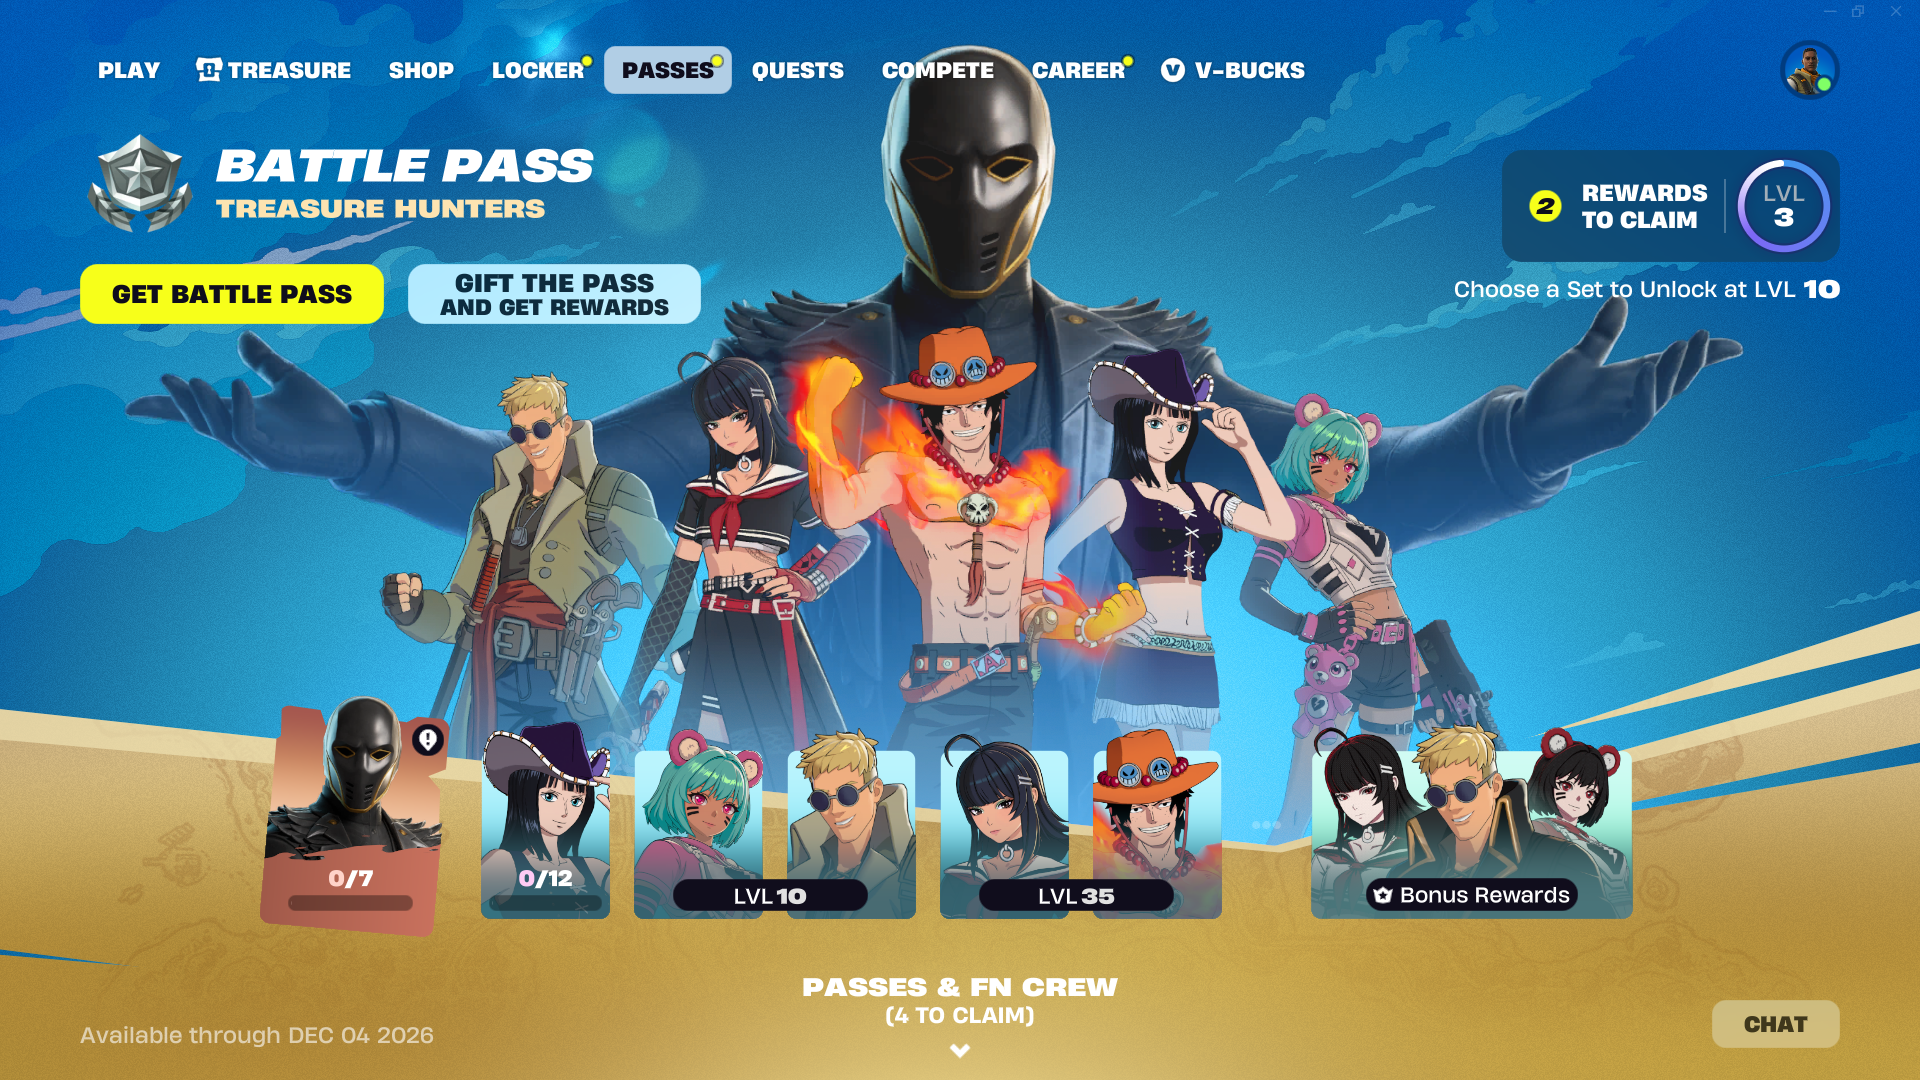 PLAY
TREASURE
SHOP
LOCKER
PASSES
QUESTS
COMPETE
CAREER
V-BUCKS
BATTLE PASS
TREASURE HUNTERS
GET BATTLE PASS
GIFT THE PASS
AND GET REWARDS
2
REWARDS
TO CLAIM
LVL
3
Choose a Set to Unlock at LVL 10
0/7
0/12
LVL 10
LVL 35
Bonus Rewards
PASSES & FN CREW
(4 TO CLAIM)
Available through DEC 04 2026
CHAT